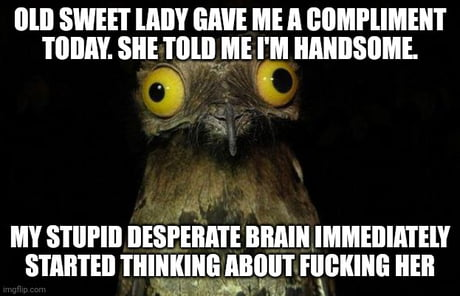 OLD SWEET LADY GAVE ME A COMPLIMENT
TODAY. SHE TOLD ME I'M HANDSOME.
MY STUPID DESPERATE BRAIN IMMEDIATELY
STARTED THINKING ABOUT FUCKING HER
imgflip.com